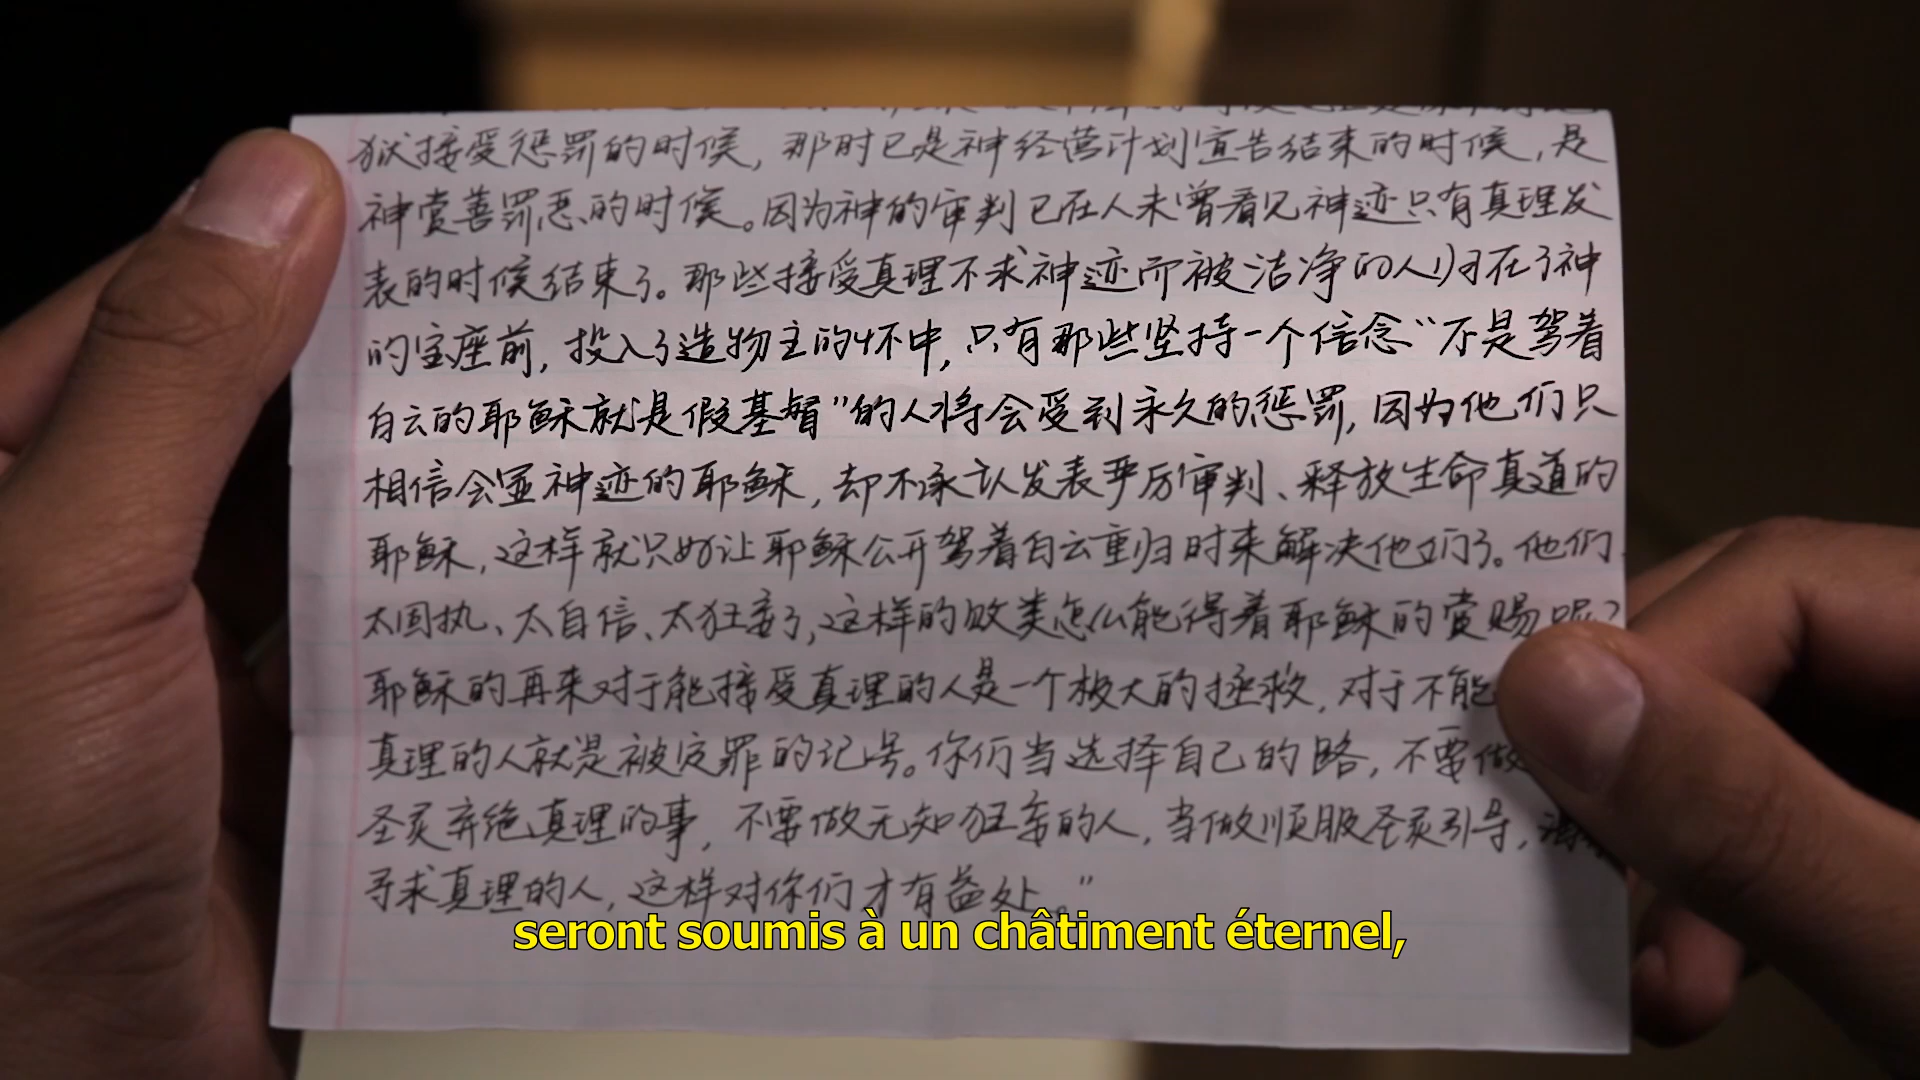 狱接受惩罚的时候，那时已是神经营计划宣告结束的时候，是
神赏善罚恶的时候。因为神的审判已在人未曾看见神迹只有真理发
表的时候结束了。那些接受真理不求神迹而被洁净的人归在了神
的宝座前，投入了造物主的怀中，只有那些坚持一个信念“不是驾着
白云的耶稣就是假基督”的人将会受到永久的惩罚，因为他们只
相信会显神迹的耶稣，却不承认发表严厉审判、释放生命真道的
耶稣，这样就只好让耶稣公开驾着白云重归时来解决他们了。他们
太固执、太自信、太狂妄了，这样的败类怎么能得着耶稣的赏赐呢？
耶稣的再来对于能接受真理的人是一个极大的拯救，对于不能
真理的人就是被定罪的记号。你们当选择自己的路，不要做
圣灵弃绝真理的事，不要做无知狂妄的人，当做顺服圣灵引导，
寻求真理的人，这样对你们才有益处。”
seront soumis à un châtiment éternel,